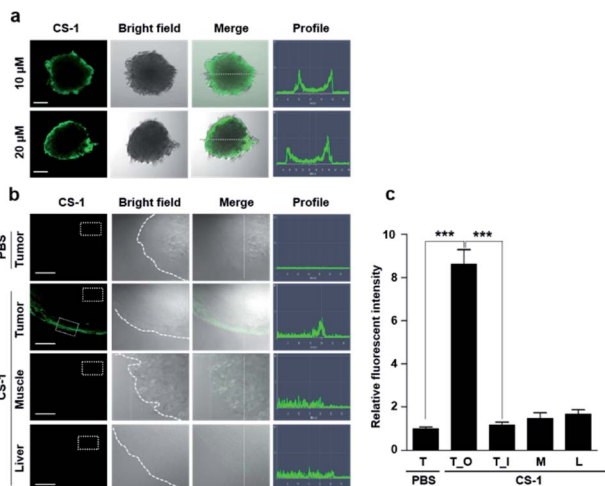 a
CS-1 Bright field Merge Profile
10 μM
20 μM
b
CS-1 Bright field Merge Profile
PBS
Tumor
CS-1
Tumor
Muscle
Liver
c
Relative fluorescent intensity
10
8
6
4
2
0
*** ***
T T_O T_I M L
PBS CS-1